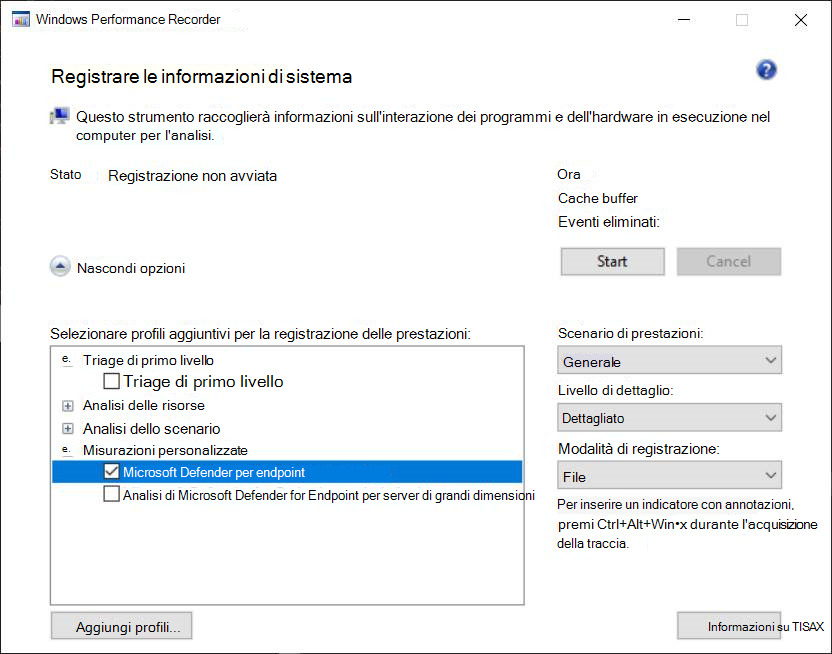 Windows Performance Recorder
Registrare le informazioni di sistema
Questo strumento raccoglierà informazioni sull'interazione dei programmi e dell'hardware in esecuzione nel
computer per l'analisi.
Stato Registrazione non avviata
Ora
Cache buffer
Eventi eliminati:
Start Cancel
Nascondi opzioni
Selezionare profili aggiuntivi per la registrazione delle prestazioni:
e. Triage di primo livello
Triage di primo livello
Analisi delle risorse
Analisi dello scenario
e. Misurazioni personalizzate
Microsoft Defender per endpoint
Analisi di Microsoft Defender for Endpoint per server di grandi dimensioni
Scenario di prestazioni:
Generale
Livello di dettaglio:
Dettagliato
Modalità di registrazione:
File
Per inserire un indicatore con annotazioni,
premi Ctrl+Alt+Win•x durante l'acquisizione
della traccia.
Aggiungi profili...
Informazioni su TISAX